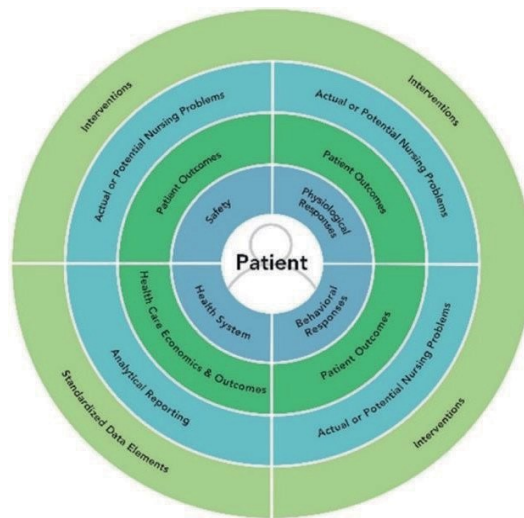 Interventions
Interventions
Actual or Potential Nursing Problems
Actual or Potential Nursing Problems
Patient Outcomes
Patient Outcomes
Safety
Physiological
Responses
Patient
Health System
Behavioral
Responses
Health Care Economics & Outcomes
Patient Outcomes
Analytical Reporting
Actual or Potential Nursing Problems
Standardized Data Elements
Interventions